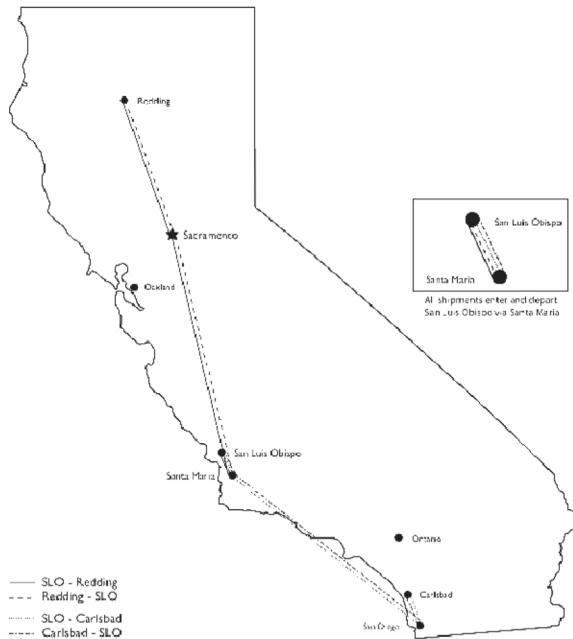 Redding
Sacramento
Oakland
San Luis Obispo
Santa Maria
All shipments enter and depart
San Luis Obispo via Santa Maria
San Luis Obispo
Santa Maria
Ontario
Carlsbad
San Diego
SLO - Redding
Redding - SLO
SLO - Carlsbad
Carlsbad - SLO